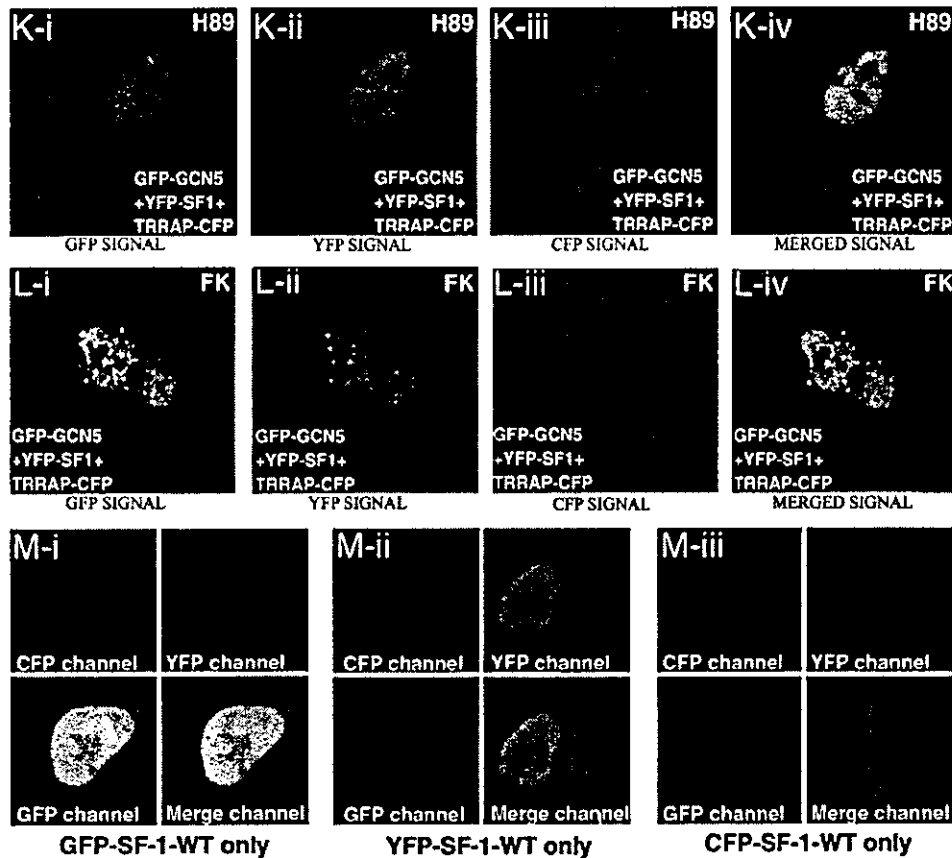 K-i H89
GFP-GCN5
+YFP-SF1+
TRRAP-CFP
GFP SIGNAL
K-ii H89
GFP-GCN5
+YFP-SF1+
TRRAP-CFP
YFP SIGNAL
K-iii H89
GFP-GCN5
+YFP-SF1+
TRRAP-CFP
CFP SIGNAL
K-iv H89
GFP-GCN5
+YFP-SF1+
TRRAP-CFP
MERGED SIGNAL
L-i FK
GFP-GCN5
+YFP-SF1+
TRRAP-CFP
GFP SIGNAL
L-ii FK
GFP-GCN5
+YFP-SF1+
TRRAP-CFP
YFP SIGNAL
L-iii FK
GFP-GCN5
+YFP-SF1+
TRRAP-CFP
CFP SIGNAL
L-iv FK
GFP-GCN5
+YFP-SF1+
TRRAP-CFP
MERGED SIGNAL
M-i
CFP channel YFP channel
GFP channel Merge channel
GFP-SF-1-WT only
M-ii
CFP channel YFP channel
GFP channel Merge channel
YFP-SF-1-WT only
M-iii
CFP channel YFP channel
GFP channel Merge channel
CFP-SF-1-WT only